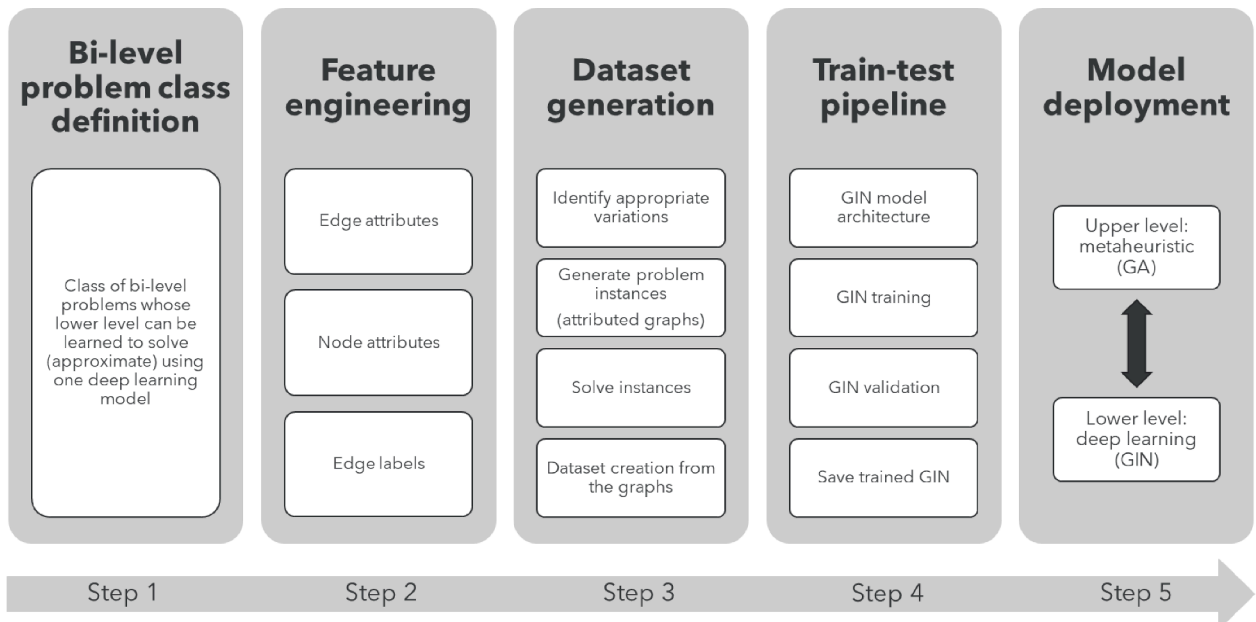 Bi-level
problem class
definition
Class of bi-level
problems whose
lower level can be
learned to solve
(approximate) using
one deep learning
model
Feature
engineering
Edge attributes
Node attributes
Edge labels
Dataset
generation
Identify appropriate
variations
Generate problem
instances
(attributed graphs)
Solve instances
Dataset creation from
the graphs
Train-test
pipeline
GIN model
architecture
GIN training
GIN validation
Save trained GIN
Model
deployment
Upper level:
metaheuristic
(GA)
Lower level:
deep learning
(GIN)
Step 1
Step 2
Step 3
Step 4
Step 5